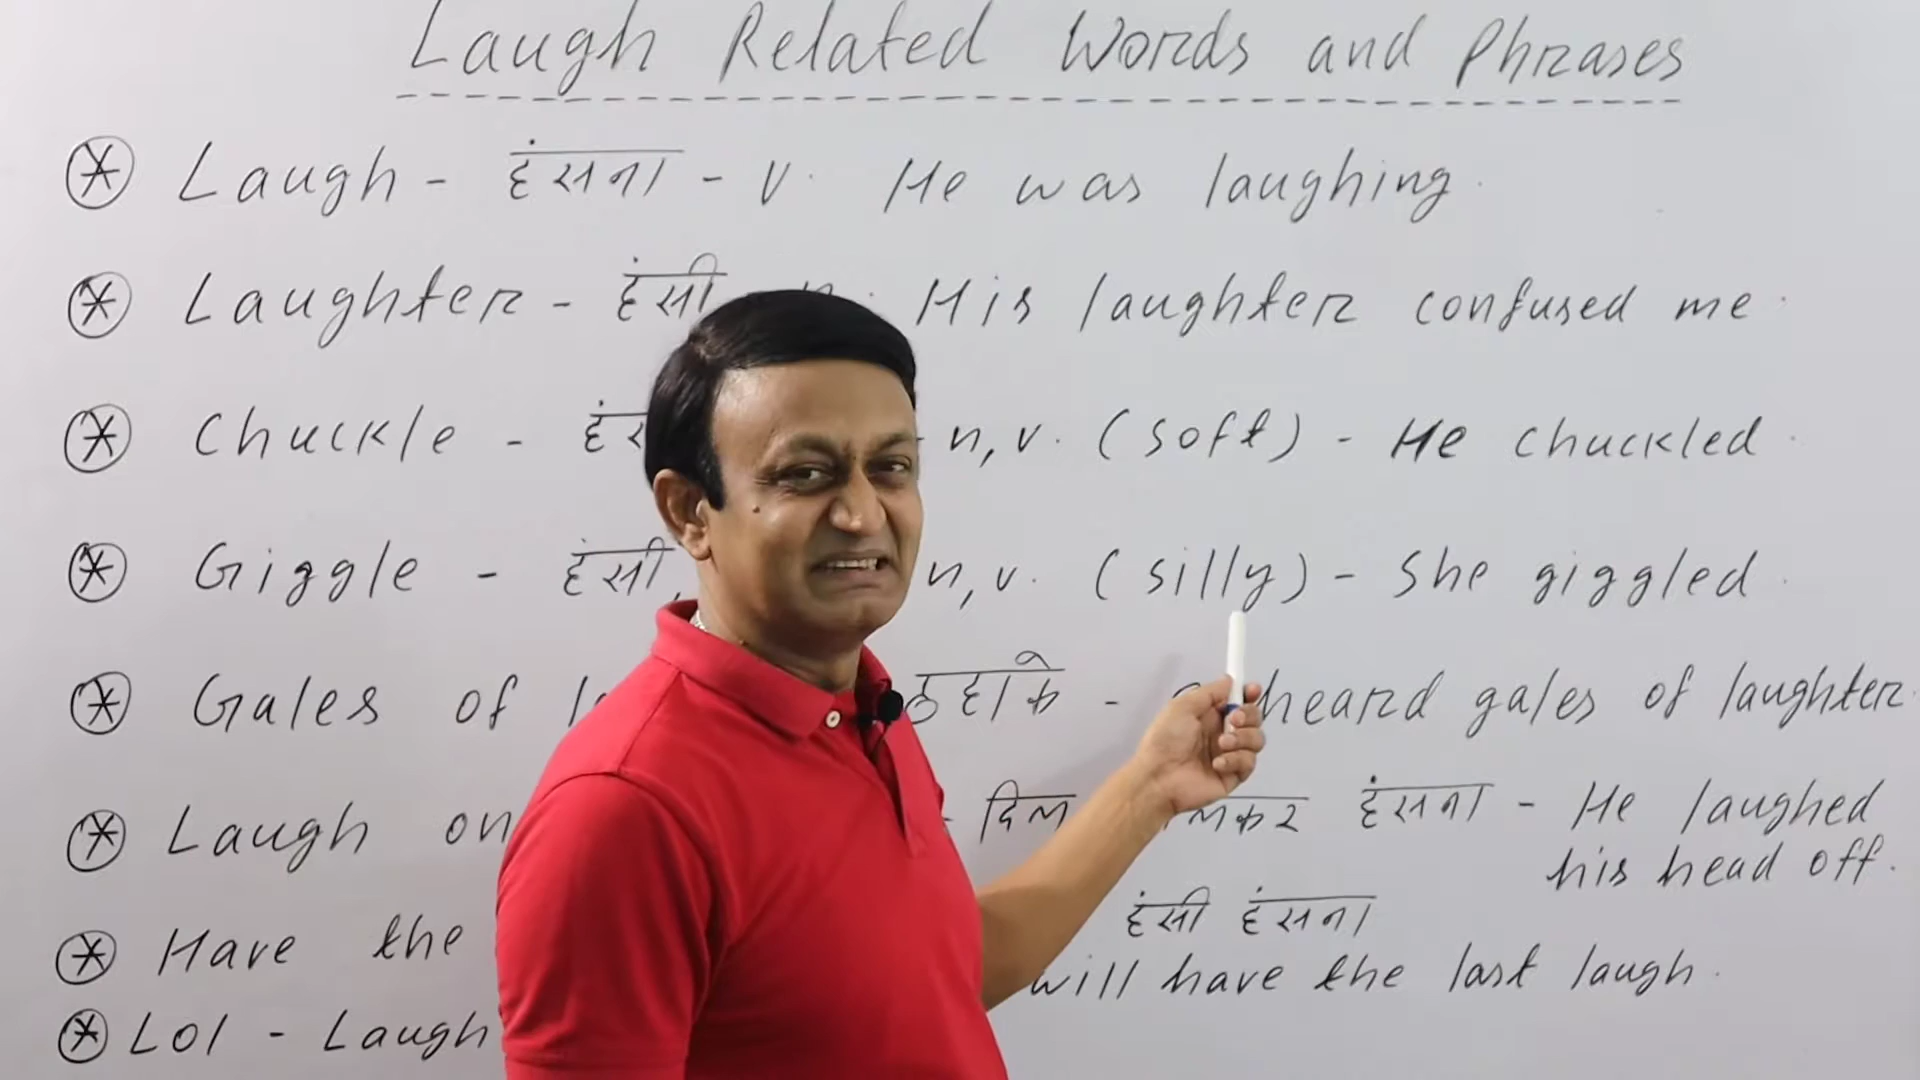 Laugh Related Words and Phrases
* Laugh - हंसना - v. He was laughing.
* Laughter - हंसी n. His laughter confused me.
* Chuckle - n, v. (soft) - He chuckled.
* Giggle - हंसी, n, v. (silly) - She giggled.
* Gales of ठहाके - heard gales of laughter.
* Laugh - हंसना - He laughed
his head off.
हंसी हंसना
* Have the will have the last laugh.
* Lol - Laugh